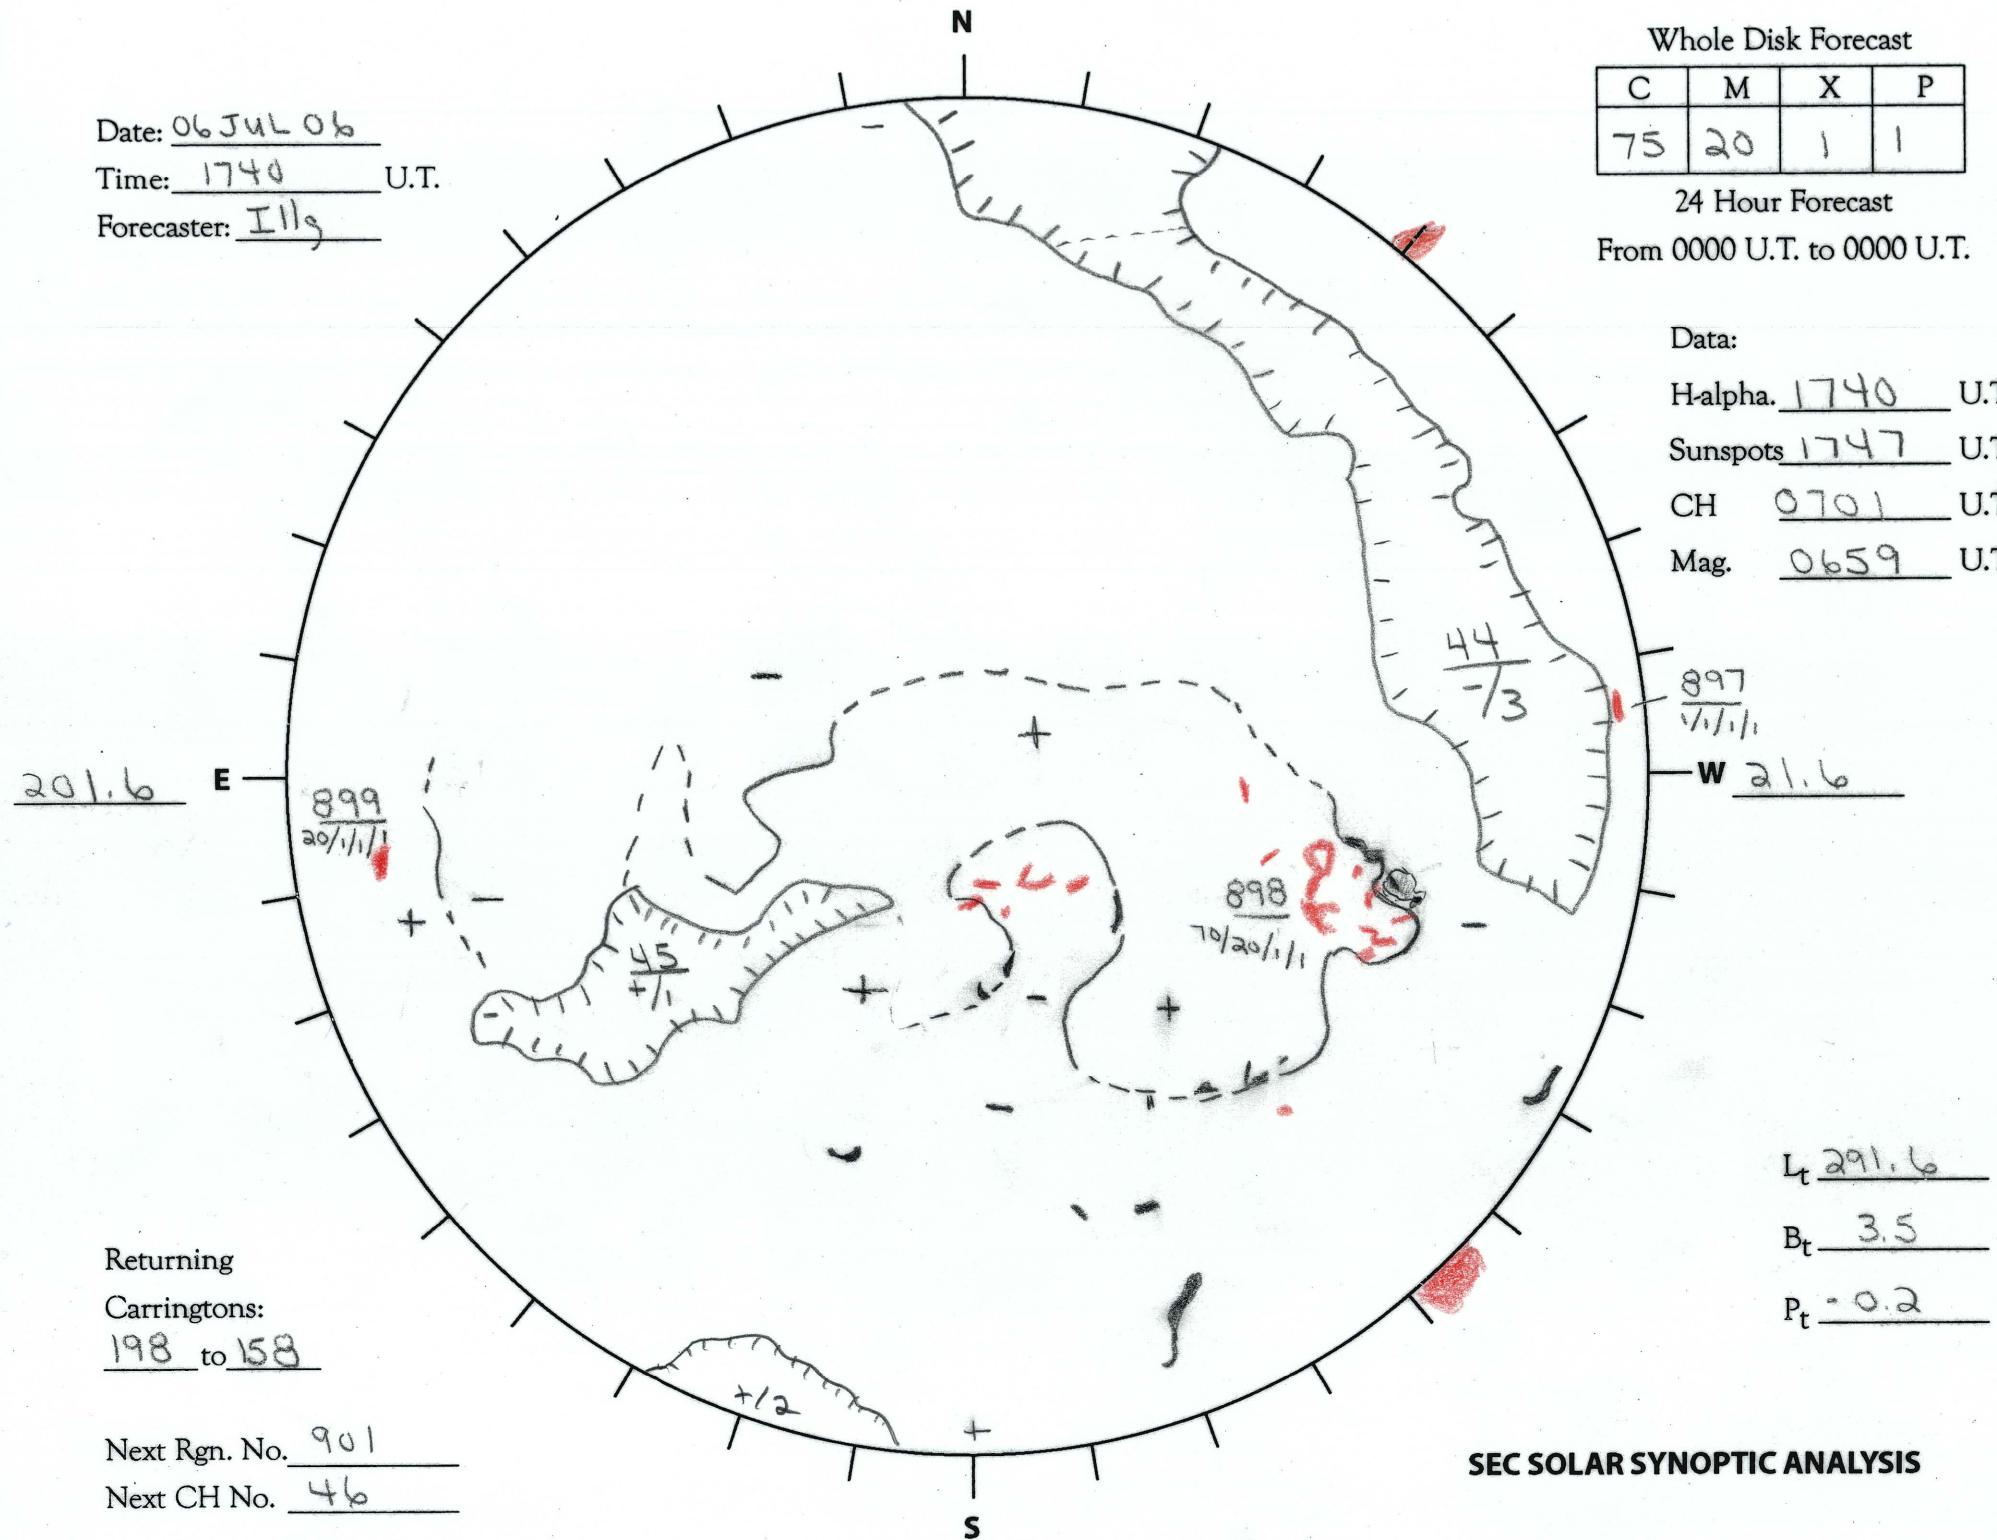 N
Date: 06 JUL 06
Time: 1740 U.T.
Forecaster: Illg
Whole Disk Forecast
C M X P
75 20 1 1
24 Hour Forecast
From 0000 U.T. to 0000 U.T.
Data:
H-alpha. 1740 U.T
Sunspots 1747 U.T
CH 0701 U.T
Mag. 0659 U.T
44
-/3
897
1/1/1/1
201.6 E
W 21.6
899
20/1/1/1
898
70/20/1/1
45
+/1
Lt 291.6
Bt 3.5
Pt -0.2
Returning
Carringtons:
198 to 158
+/2
Next Rgn. No. 901
Next CH No. 46
SEC SOLAR SYNOPTIC ANALYSIS
S